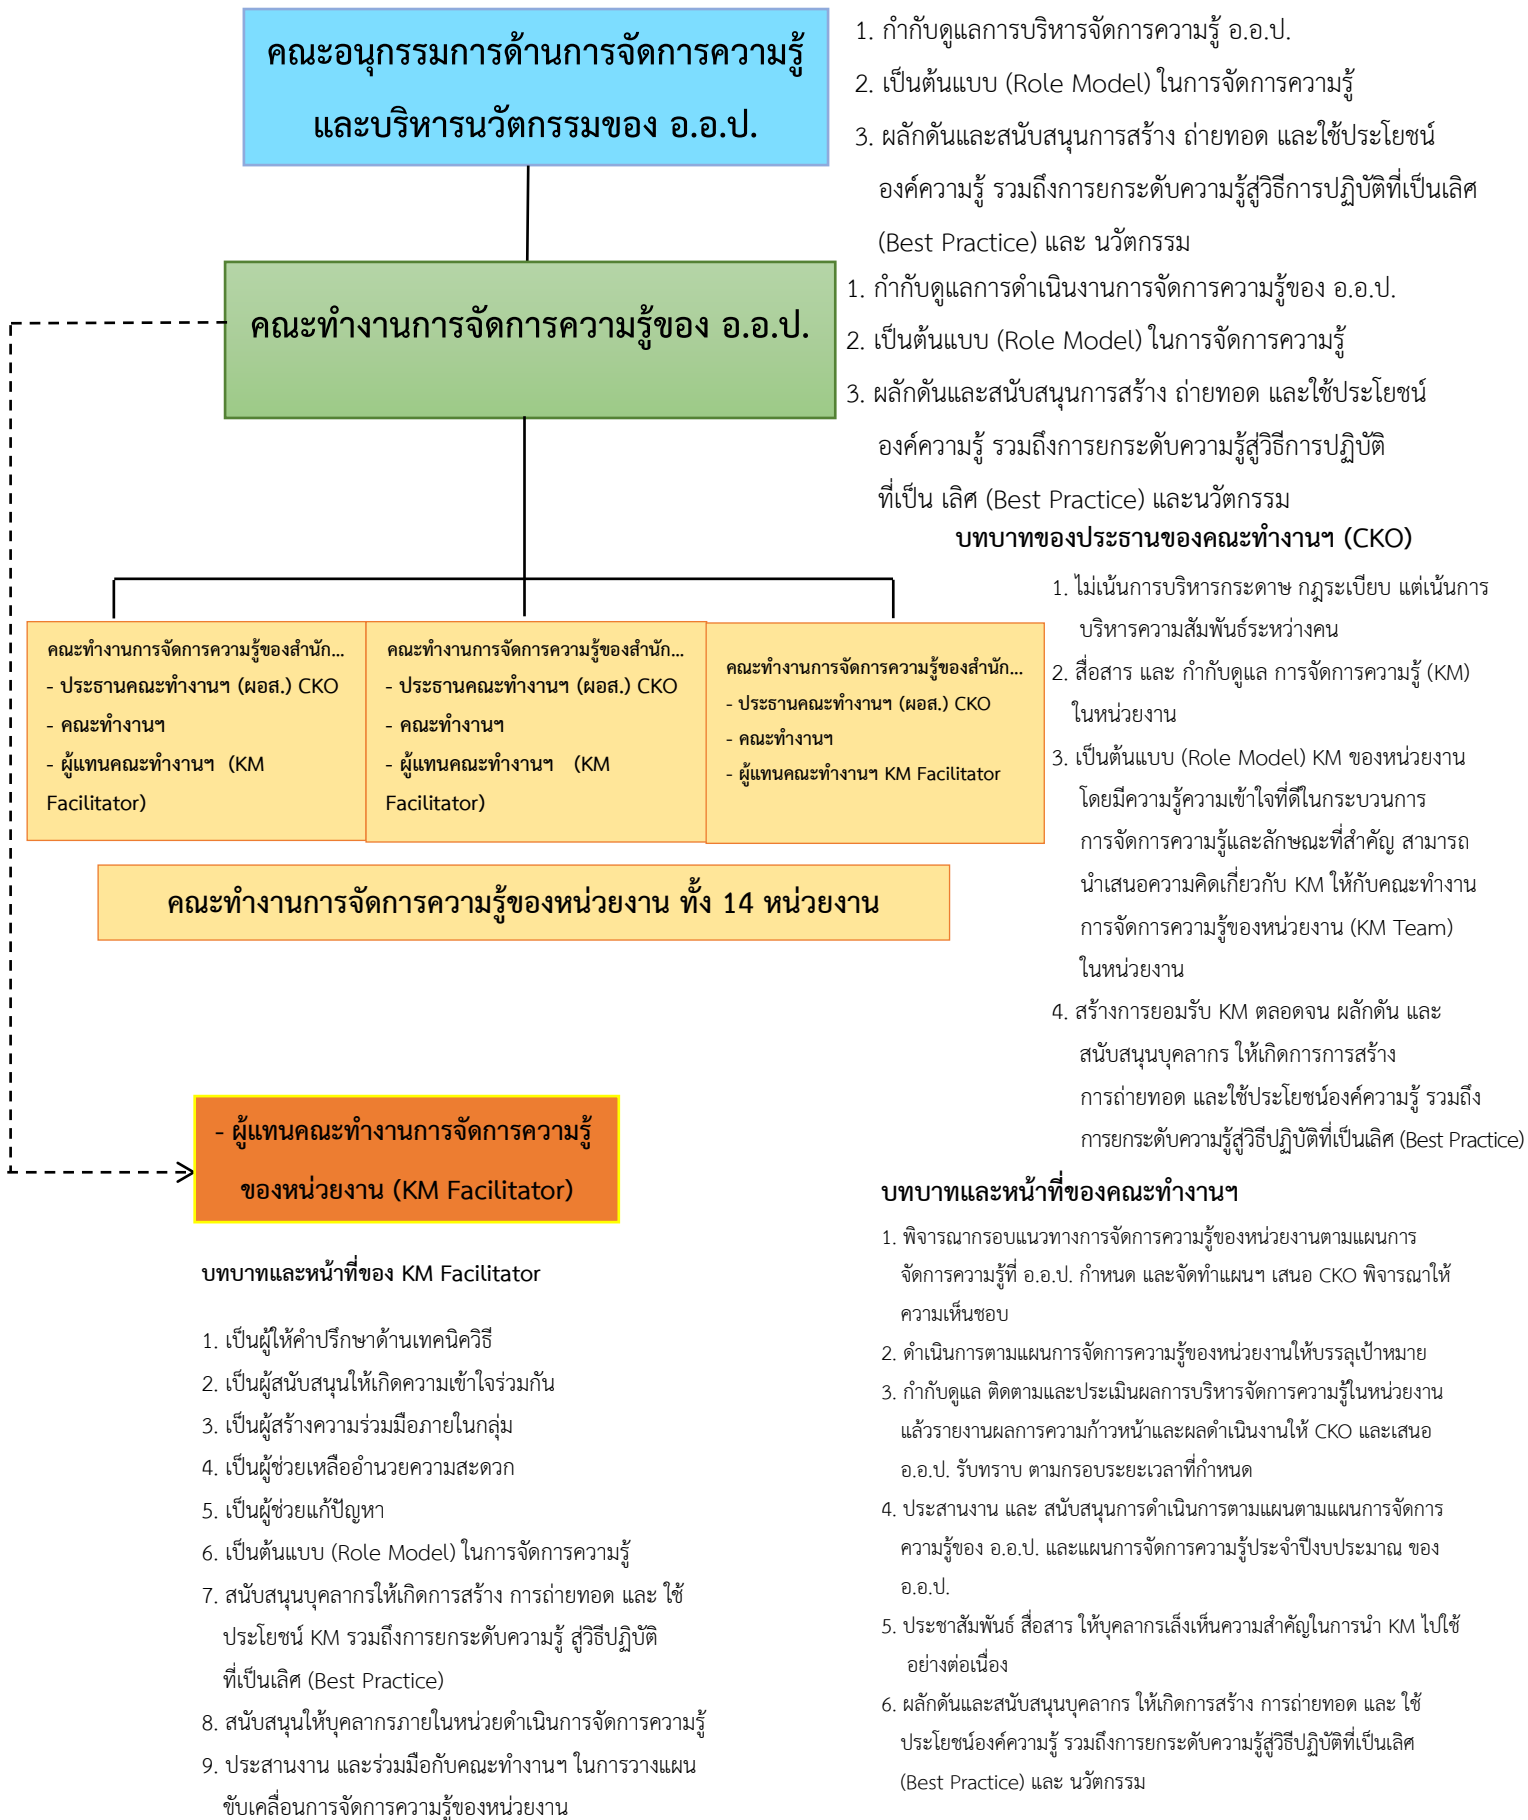 คณะอนุกรรมการด้านการจัดการความรู้
และบริหารนวัตกรรมของ อ.อ.ป.
1. กำกับดูแลการบริหารจัดการความรู้ อ.อ.ป.
2. เป็นต้นแบบ (Role Model) ในการจัดการความรู้
3. ผลักดันและสนับสนุนการสร้าง ถ่ายทอด และใช้ประโยชน์
องค์ความรู้ รวมถึงการยกระดับความรู้สู่วิธีการปฏิบัติที่เป็นเลิศ
(Best Practice) และ นวัตกรรม
คณะทำงานการจัดการความรู้ของ อ.อ.ป.
1. กำกับดูแลการดำเนินงานการจัดการความรู้ของ อ.อ.ป.
2. เป็นต้นแบบ (Role Model) ในการจัดการความรู้
3. ผลักดันและสนับสนุนการสร้าง ถ่ายทอด และใช้ประโยชน์
องค์ความรู้ รวมถึงการยกระดับความรู้สู่วิธีการปฏิบัติ
ที่เป็น เลิศ (Best Practice) และนวัตกรรม
คณะทำงานการจัดการความรู้ของสำนัก...
- ประธานคณะทำงานฯ (ผอส.) CKO
- คณะทำงานฯ
- ผู้แทนคณะทำงานฯ (KM
Facilitator)
คณะทำงานการจัดการความรู้ของสำนัก...
- ประธานคณะทำงานฯ (ผอส.) CKO
- คณะทำงานฯ
- ผู้แทนคณะทำงานฯ (KM
Facilitator)
คณะทำงานการจัดการความรู้ของสำนัก...
- ประธานคณะทำงานฯ (ผอส.) CKO
- คณะทำงานฯ
- ผู้แทนคณะทำงานฯ KM Facilitator
คณะทำงานการจัดการความรู้ของหน่วยงาน ทั้ง 14 หน่วยงาน
บทบาทของประธานของคณะทำงานฯ (CKO)
1. ไม่เน้นการบริหารกระดาษ กฎระเบียบ แต่เน้นการ
บริหารความสัมพันธ์ระหว่างคน
2. สื่อสาร และ กำกับดูแล การจัดการความรู้ (KM)
ในหน่วยงาน
3. เป็นต้นแบบ (Role Model) KM ของหน่วยงาน
โดยมีความรู้ความเข้าใจที่ดีในกระบวนการ
การจัดการความรู้และลักษณะที่สำคัญ สามารถ
นำเสนอความคิดเกี่ยวกับ KM ให้กับคณะทำงาน
การจัดการความรู้ของหน่วยงาน (KM Team)
ในหน่วยงาน
4. สร้างการยอมรับ KM ตลอดจน ผลักดัน และ
สนับสนุนบุคลากร ให้เกิดการการสร้าง
การถ่ายทอด และใช้ประโยชน์องค์ความรู้ รวมถึง
การยกระดับความรู้สู่วิธีปฏิบัติที่เป็นเลิศ (Best Practice)
- ผู้แทนคณะทำงานการจัดการความรู้
ของหน่วยงาน (KM Facilitator)
บทบาทและหน้าที่ของ KM Facilitator
1. เป็นผู้ให้คำปรึกษาด้านเทคนิควิธี
2. เป็นผู้สนับสนุนให้เกิดความเข้าใจร่วมกัน
3. เป็นผู้สร้างความร่วมมือภายในกลุ่ม
4. เป็นผู้ช่วยเหลืออำนวยความสะดวก
5. เป็นผู้ช่วยแก้ปัญหา
6. เป็นต้นแบบ (Role Model) ในการจัดการความรู้
7. สนับสนุนบุคลากรให้เกิดการสร้าง การถ่ายทอด และ ใช้
ประโยชน์ KM รวมถึงการยกระดับความรู้ สู่วิธีปฏิบัติ
ที่เป็นเลิศ (Best Practice)
8. สนับสนุนให้บุคลากรภายในหน่วยดำเนินการจัดการความรู้
9. ประสานงาน และร่วมมือกับคณะทำงานฯ ในการวางแผน
ขับเคลื่อนการจัดการความรู้ของหน่วยงาน
บทบาทและหน้าที่ของคณะทำงานฯ
1. พิจารณากรอบแนวทางการจัดการความรู้ของหน่วยงานตามแผนการ
จัดการความรู้ที่ อ.อ.ป. กำหนด และจัดทำแผนฯ เสนอ CKO พิจารณาให้
ความเห็นชอบ
2. ดำเนินการตามแผนการจัดการความรู้ของหน่วยงานให้บรรลุเป้าหมาย
3. กำกับดูแล ติดตามและประเมินผลการบริหารจัดการความรู้ในหน่วยงาน
แล้วรายงานผลการความก้าวหน้าและผลดำเนินงานให้ CKO และเสนอ
อ.อ.ป. รับทราบ ตามกรอบระยะเวลาที่กำหนด
4. ประสานงาน และ สนับสนุนการดำเนินการตามแผนตามแผนการจัดการ
ความรู้ของ อ.อ.ป. และแผนการจัดการความรู้ประจำปีงบประมาณ ของ
อ.อ.ป.
5. ประชาสัมพันธ์ สื่อสาร ให้บุคลากรเล็งเห็นความสำคัญในการนำ KM ไปใช้
อย่างต่อเนื่อง
6. ผลักดันและสนับสนุนบุคลากร ให้เกิดการสร้าง การถ่ายทอด และ ใช้
ประโยชน์องค์ความรู้ รวมถึงการยกระดับความรู้สู่วิธีปฏิบัติที่เป็นเลิศ
(Best Practice) และ นวัตกรรม